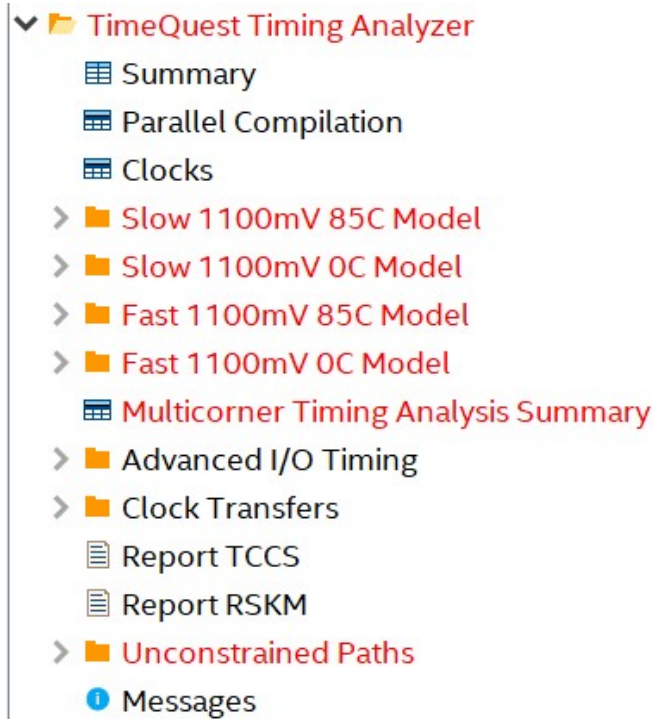 TimeQuest Timing Analyzer
Summary
Parallel Compilation
Clocks
Slow 1100mV 85C Model
Slow 1100mV 0C Model
Fast 1100mV 85C Model
Fast 1100mV 0C Model
Multicorner Timing Analysis Summary
Advanced I/O Timing
Clock Transfers
Report TCCS
Report RSKM
Unconstrained Paths
Messages